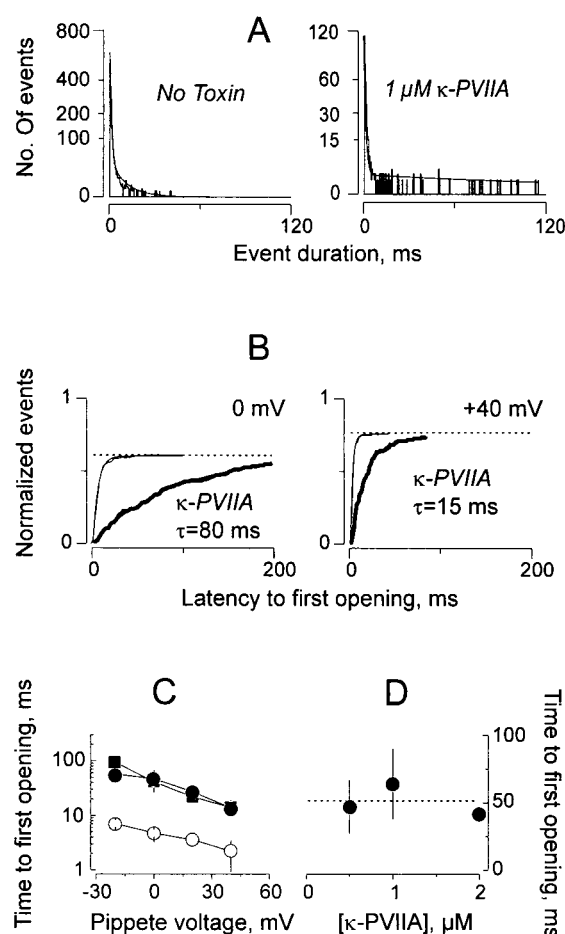 A
No. Of events
800
400
200
100
0
No Toxin
0
120
120
60
30
15
0
1 µM κ-PVIIA
0
120
Event duration, ms
B
Normalized events
1
0
0 mV
κ-PVIIA
τ=80 ms
0
200
1
0
+40 mV
κ-PVIIA
τ=15 ms
0
200
Latency to first opening, ms
C
Time to first opening, ms
100
10
1
-30
0
30
60
Pippete voltage, mV
D
100
50
0
Time to first opening, ms
0
1
2
[κ-PVIIA], µM